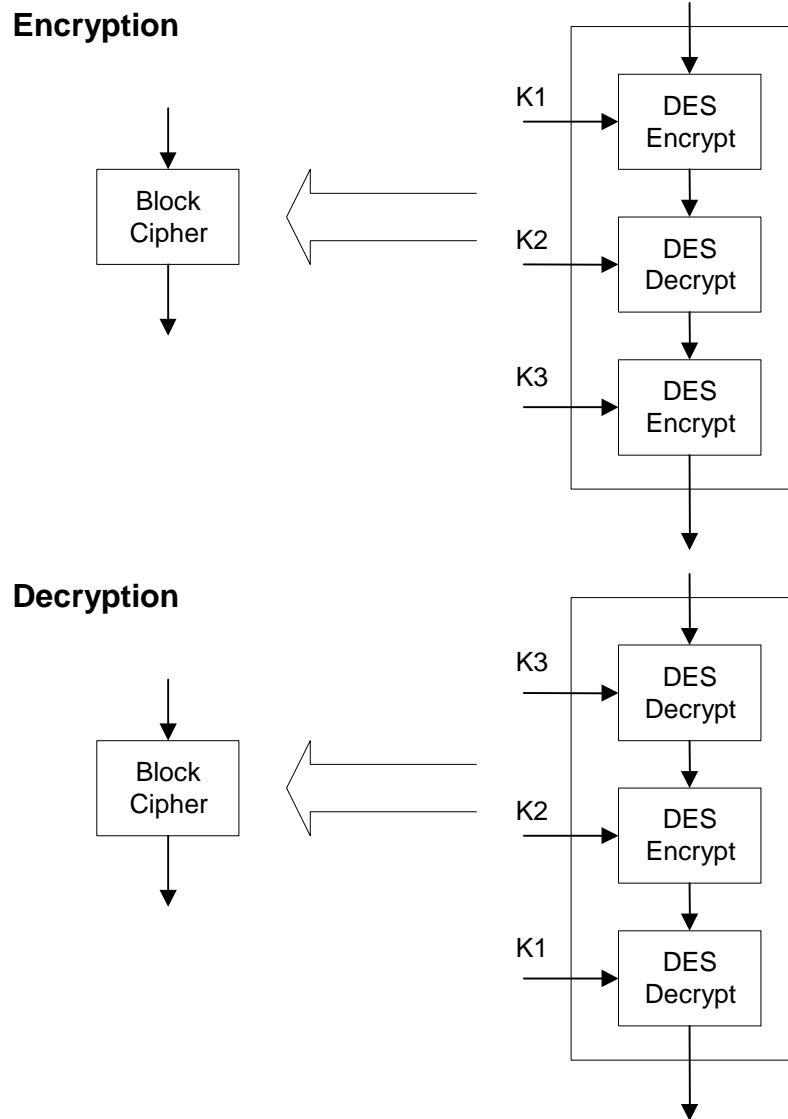 Encryption
K1
DES
Encrypt
Block
Cipher
K2
DES
Decrypt
K3
DES
Encrypt
Decryption
K3
DES
Decrypt
Block
Cipher
K2
DES
Encrypt
K1
DES
Decrypt